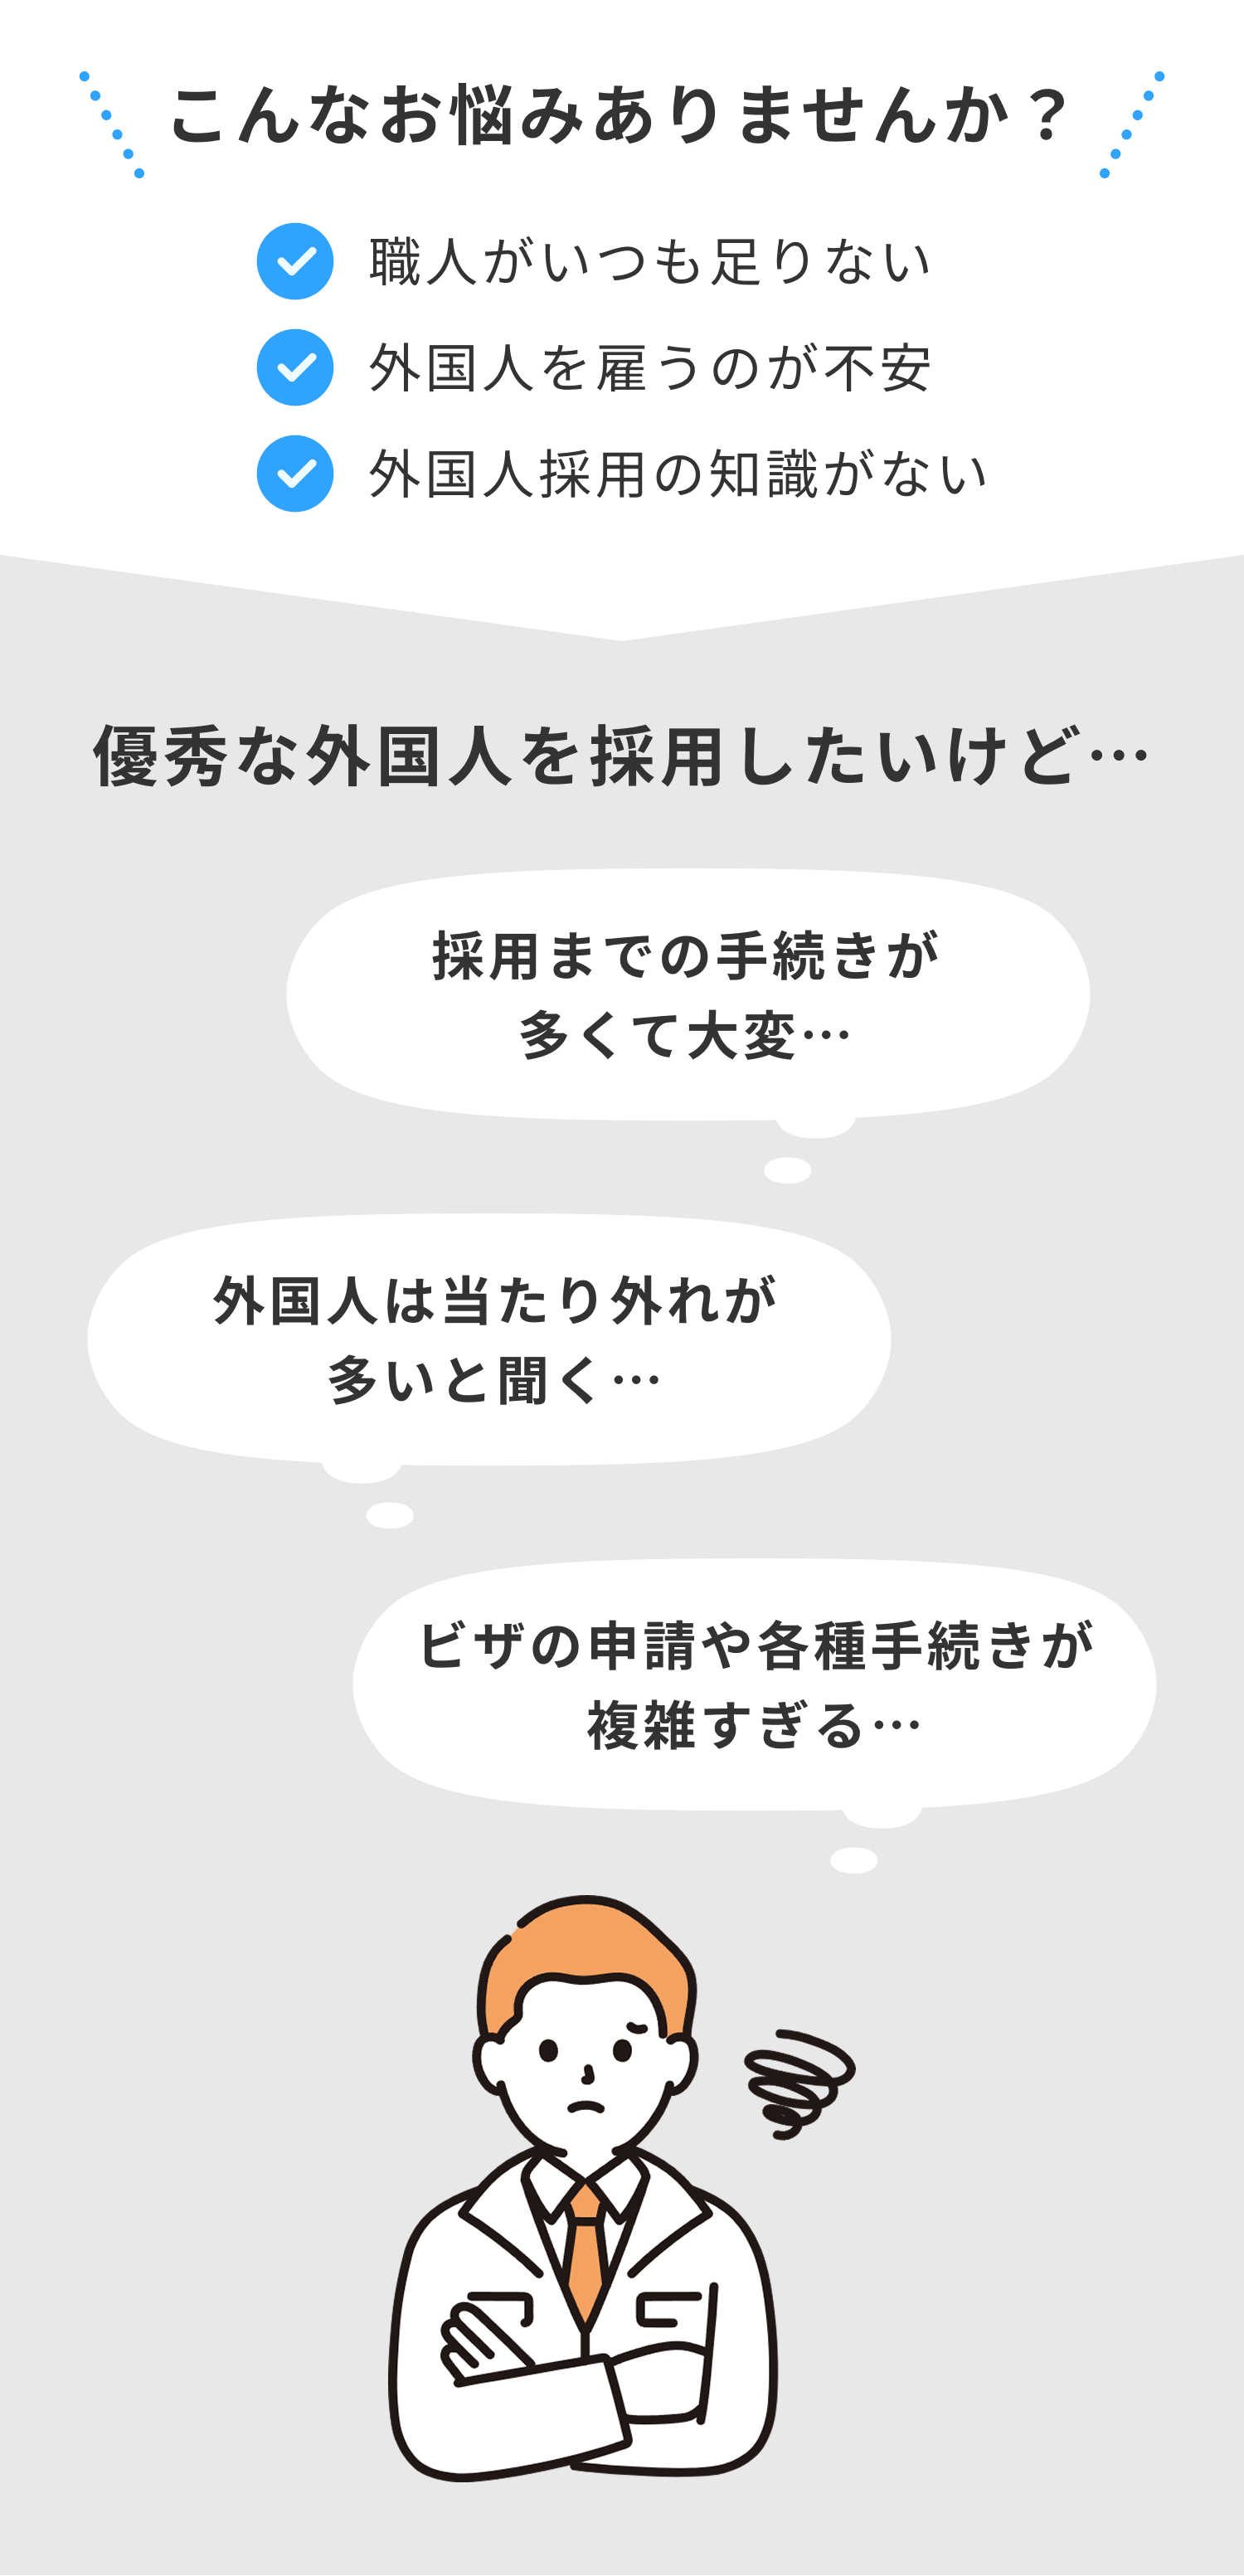 こんなお悩みありませんか？
職人がいつも足りない
外国人を雇うのが不安
外国人採用の知識がない
優秀な外国人を採用したいけど…
採用までの手続きが
多くて大変…
外国人は当たり外れが
多いと聞く…
ビザの申請や各種手続きが
複雑すぎる…